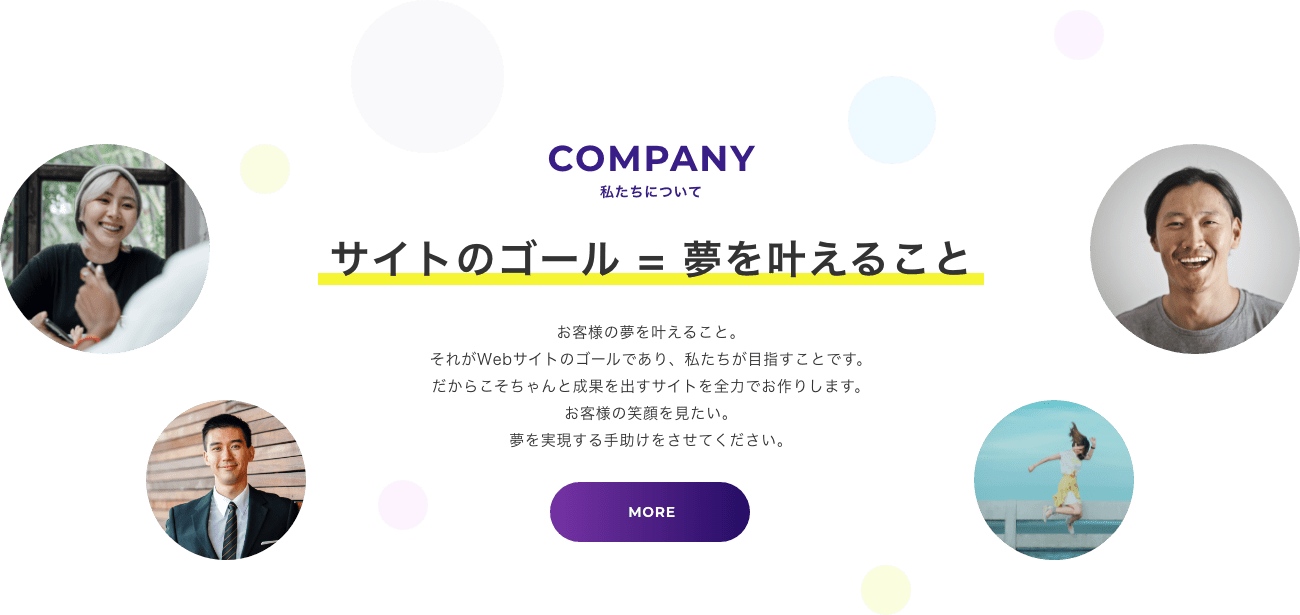 COMPANY
私たちについて
サイトのゴール = 夢を叶えること
お客様の夢を叶えること。
それがWebサイトのゴールであり、私たちが目指すことです。
だからこそちゃんと成果を出すサイトを全力でお作りします。
お客様の笑顔を見たい。
夢を実現する手助けをさせてください。
MORE